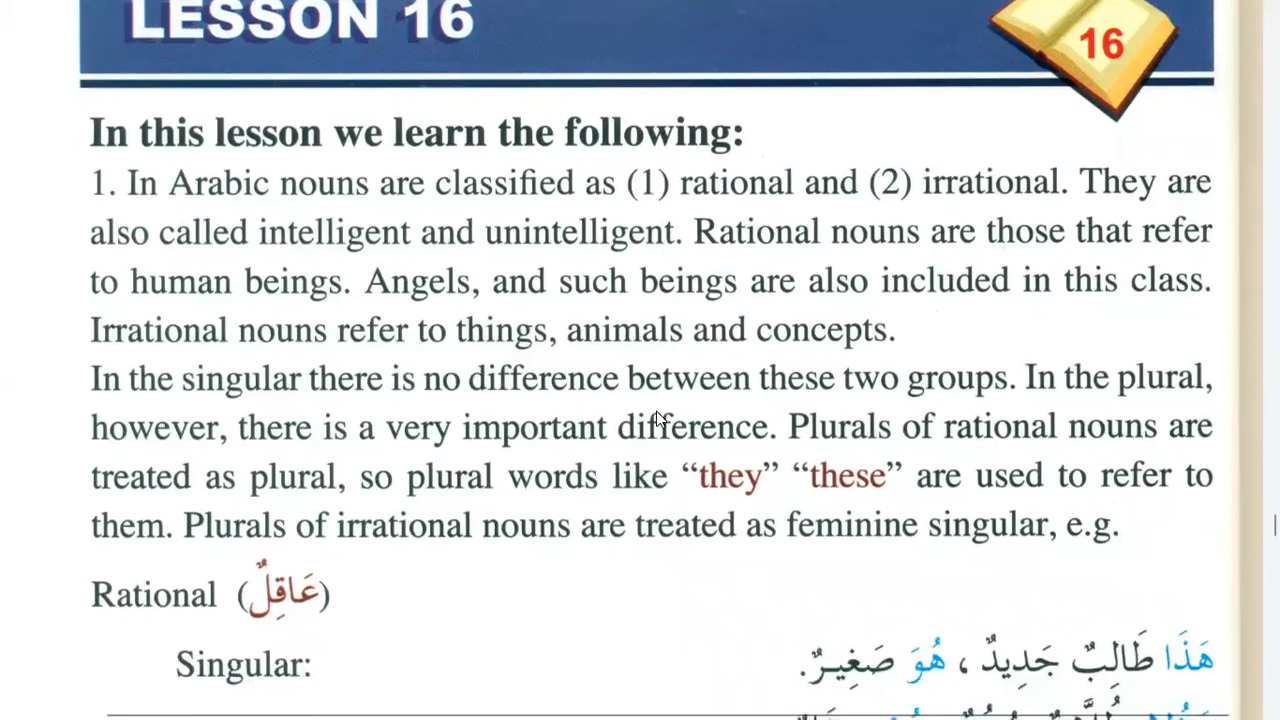 LESSON 16
16
In this lesson we learn the following:
1. In Arabic nouns are classified as (1) rational and (2) irrational. They are
also called intelligent and unintelligent. Rational nouns are those that refer
to human beings. Angels, and such beings are also included in this class.
Irrational nouns refer to things, animals and concepts.
In the singular there is no difference between these two groups. In the plural,
however, there is a very important difference. Plurals of rational nouns are
treated as plural, so plural words like “they” “these” are used to refer to
them. Plurals of irrational nouns are treated as feminine singular, e.g.
Rational (عَاقِلٌ)
Singular: هَذَا طَالِبٌ جَدِيدٌ ، هُوَ صَغِيرٌ.